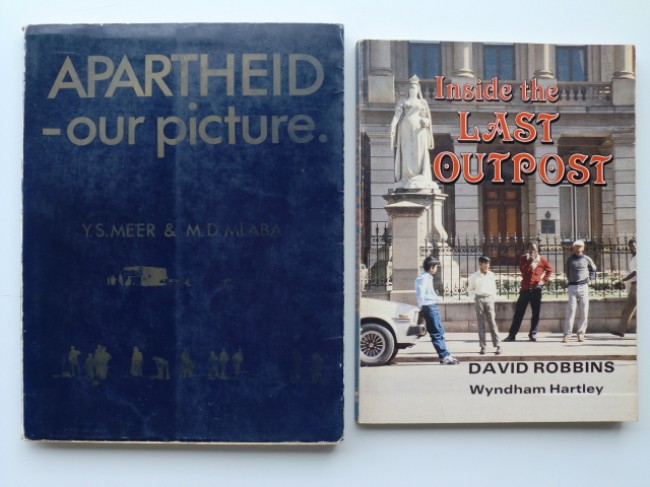 APARTHEID
-our picture.
Y.S.MEER & M.D.MLABA
Inside the
LAST
OUTPOST
DAVID ROBBINS
Wyndham Hartley